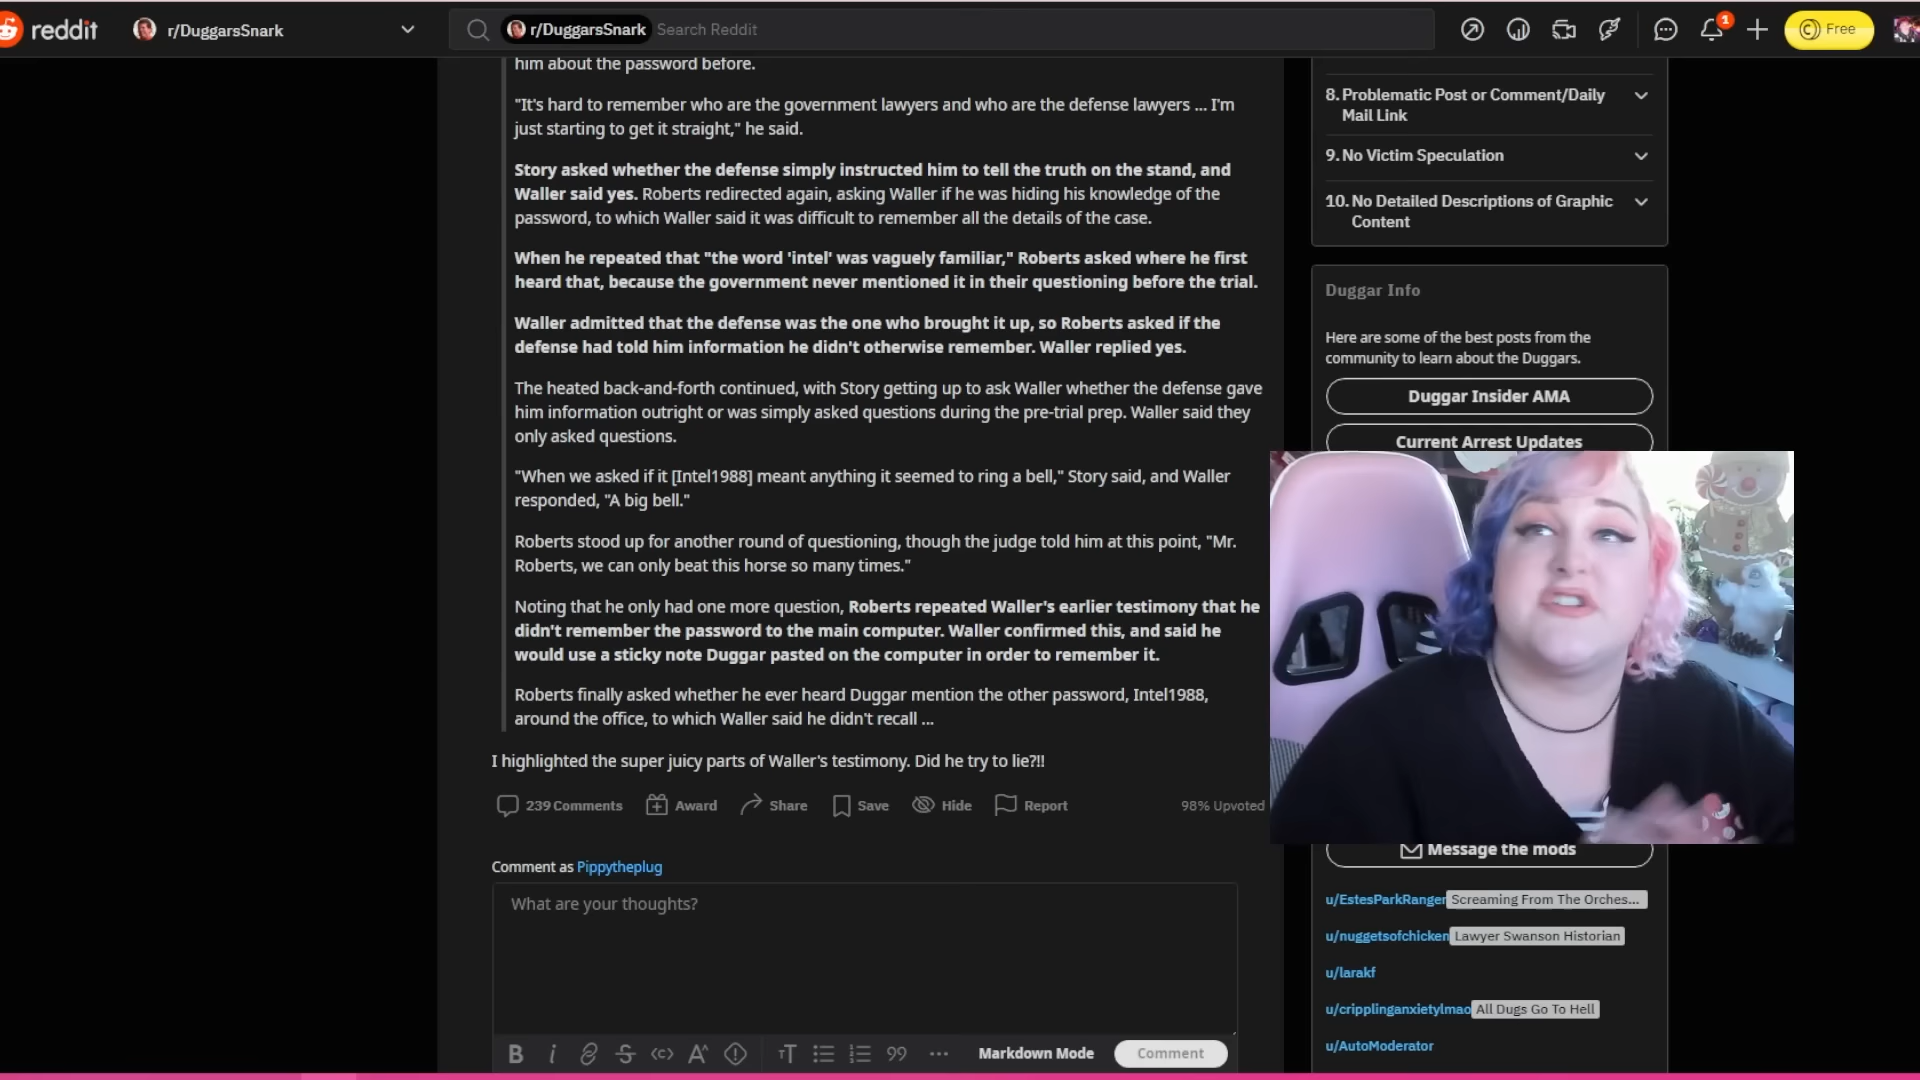 reddit
r/DuggarsSnark
r/DuggarsSnark Search Reddit
1
Free
him about the password before.
"It's hard to remember who are the government lawyers and who are the defense lawyers ... I'm
just starting to get it straight," he said.
Story asked whether the defense simply instructed him to tell the truth on the stand, and
Waller said yes. Roberts redirected again, asking Waller if he was hiding his knowledge of the
password, to which Waller said it was difficult to remember all the details of the case.
When he repeated that "the word 'intel' was vaguely familiar," Roberts asked where he first
heard that, because the government never mentioned it in their questioning before the trial.
Waller admitted that the defense was the one who brought it up, so Roberts asked if the
defense had told him information he didn't otherwise remember. Waller replied yes.
The heated back-and-forth continued, with Story getting up to ask Waller whether the defense gave
him information outright or was simply asked questions during the pre-trial prep. Waller said they
only asked questions.
"When we asked if it [Intel1988] meant anything it seemed to ring a bell," Story said, and Waller
responded, "A big bell."
Roberts stood up for another round of questioning, though the judge told him at this point, "Mr.
Roberts, we can only beat this horse so many times."
Noting that he only had one more question, Roberts repeated Waller's earlier testimony that he
didn't remember the password to the main computer. Waller confirmed this, and said he
would use a sticky note Duggar pasted on the computer in order to remember it.
Roberts finally asked whether he ever heard Duggar mention the other password, Intel1988,
around the office, to which Waller said he didn't recall ...
I highlighted the super juicy parts of Waller's testimony. Did he try to lie?!!
239 Comments Award Share Save Hide Report 98% Upvoted
Comment as Pippytheplug
What are your thoughts?
Markdown Mode
Comment
8. Problematic Post or Comment/Daily
Mail Link
9. No Victim Speculation
10. No Detailed Descriptions of Graphic
Content
Duggar Info
Here are some of the best posts from the
community to learn about the Duggars.
Duggar Insider AMA
Current Arrest Updates
Message the mods
u/EstesParkRanger Screaming From The Orches...
u/nuggetsofchicken Lawyer Swanson Historian
u/larakf
u/cripplinganxietylmao All Dugs Go To Hell
u/AutoModerator